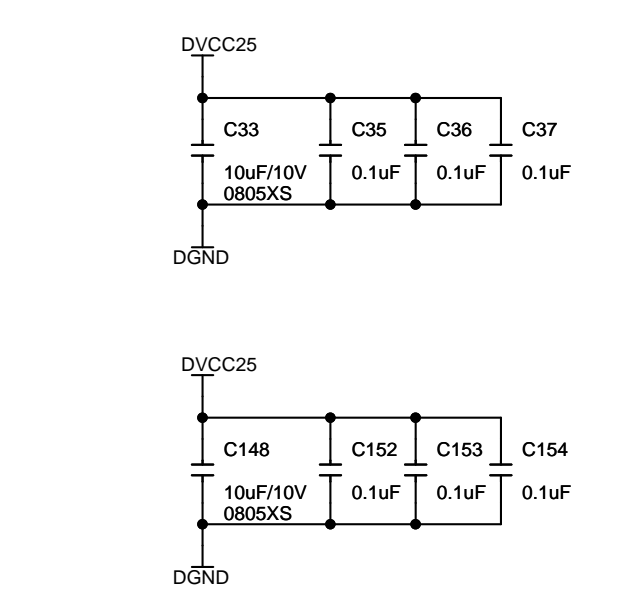 DVCC25
C33 C35 C36 C37
10uF/10V 0.1uF 0.1uF 0.1uF
0805XS
DGND
DVCC25
C148 C152 C153 C154
10uF/10V 0.1uF 0.1uF 0.1uF
0805XS
DGND